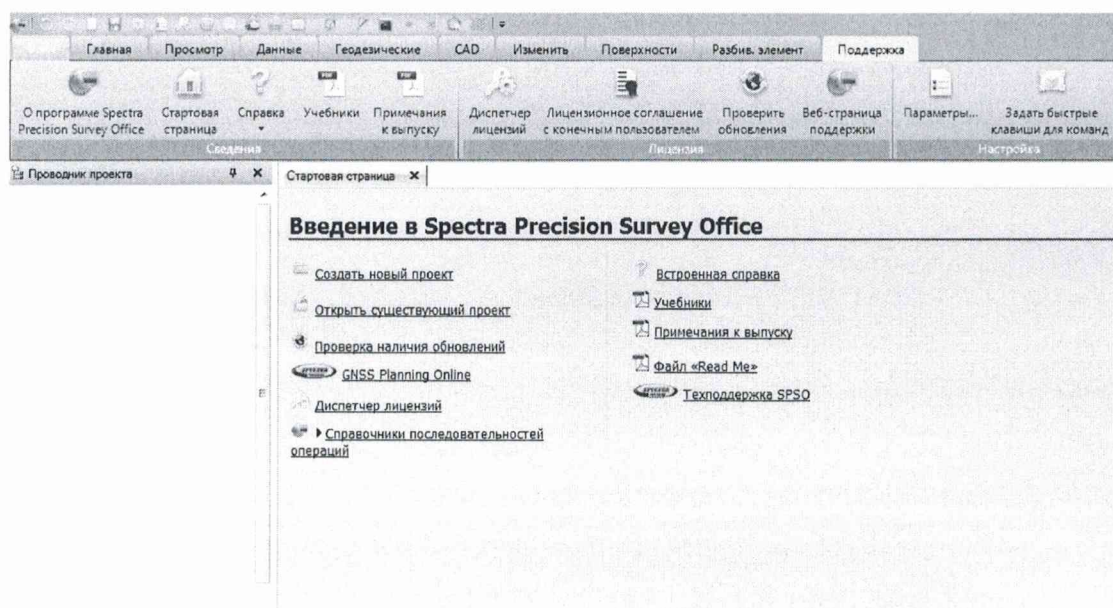 Главная Просмотр Данные Геодезические CAD Изменить Поверхности Разбив. элемент Поддержка
О программе Spectra Precision Survey Office
Стартовая страница
Справка
Учебники
Примечания к выпуску
Диспетчер лицензий
Лицензионное соглашение с конечным пользователем
Проверить обновления
Веб-страница поддержки
Параметры...
Задать быстрые клавиши для команд
Сведения Лицензия Настройка
Проводник проекта
Стартовая страница
Введение в Spectra Precision Survey Office
Создать новый проект
Открыть существующий проект
Проверка наличия обновлений
GNSS Planning Online
Диспетчер лицензий
Справочники последовательностей
операций
Встроенная справка
Учебники
Примечания к выпуску
Файл «Read Me»
Техподдержка SPSO